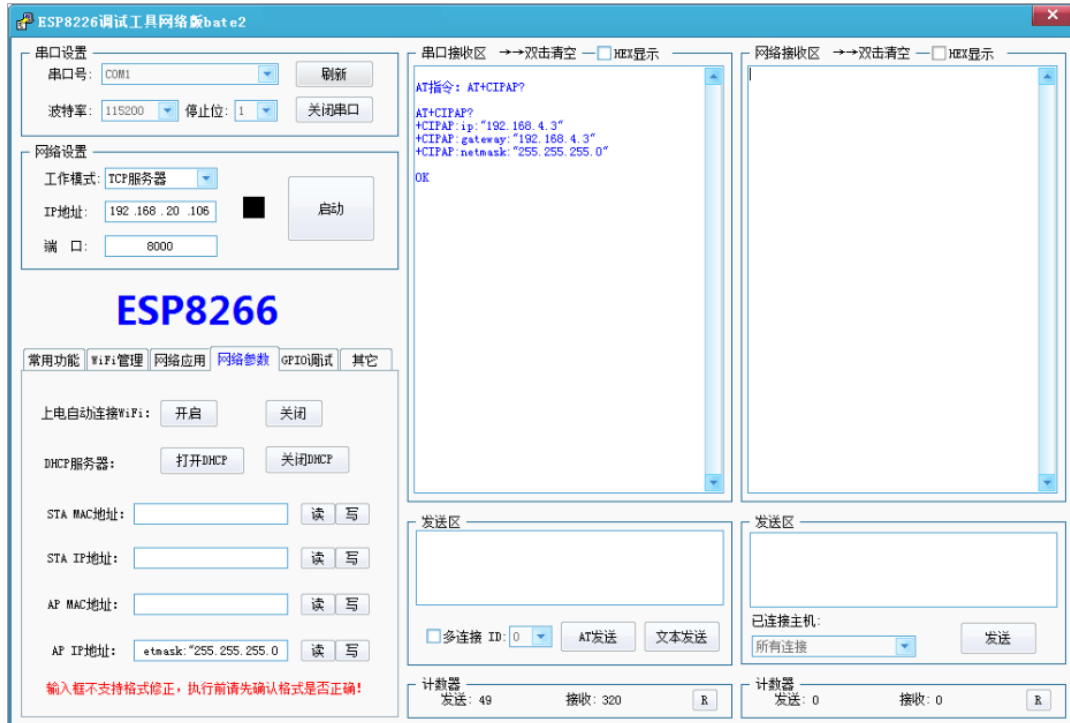 ESP8226调试工具网络版bate2
串口设置
串口号: COM1 刷新
波特率: 115200 停止位: 1 关闭串口
网络设置
工作模式: TCP服务器
IP地址: 192 .168 . 20 .106
启动
端 口: 8000
ESP8266
常用功能 WiFi管理 网络应用 网络参数 GPIO调试 其它
上电自动连接WiFi: 开启 关闭
DHCP服务器: 打开DHCP 关闭DHCP
STA MAC地址: 读 写
STA IP地址: 读 写
AP MAC地址: 读 写
AP IP地址: etmask:"255.255.255.0 读 写
输入框不支持格式修正，执行前请先确认格式是否正确!
串口接收区 →→双击清空 HEX显示
AT指令: AT+CIPAP?
AT+CIPAP?
+CIPAP:ip:"192.168.4.3"
+CIPAP:gateway:"192.168.4.3"
+CIPAP:netmask:"255.255.255.0"
OK
发送区
多连接 ID: 0 AT发送 文本发送
计数器
发送: 49 接收: 320 R
网络接收区 →→双击清空 HEX显示
发送区
已连接主机:
所有连接 发送
计数器
发送: 0 接收: 0 R